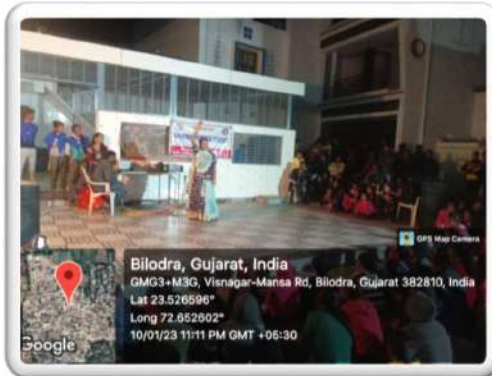 GPS Map Camera
Bilodra, Gujarat, India
GMG3+M3G, Visnagar-Mansa Rd, Bilodra, Gujarat 382810, India
Lat 23.526596°
Long 72.652602°
10/01/23 11:11 PM GMT +05:30
Google